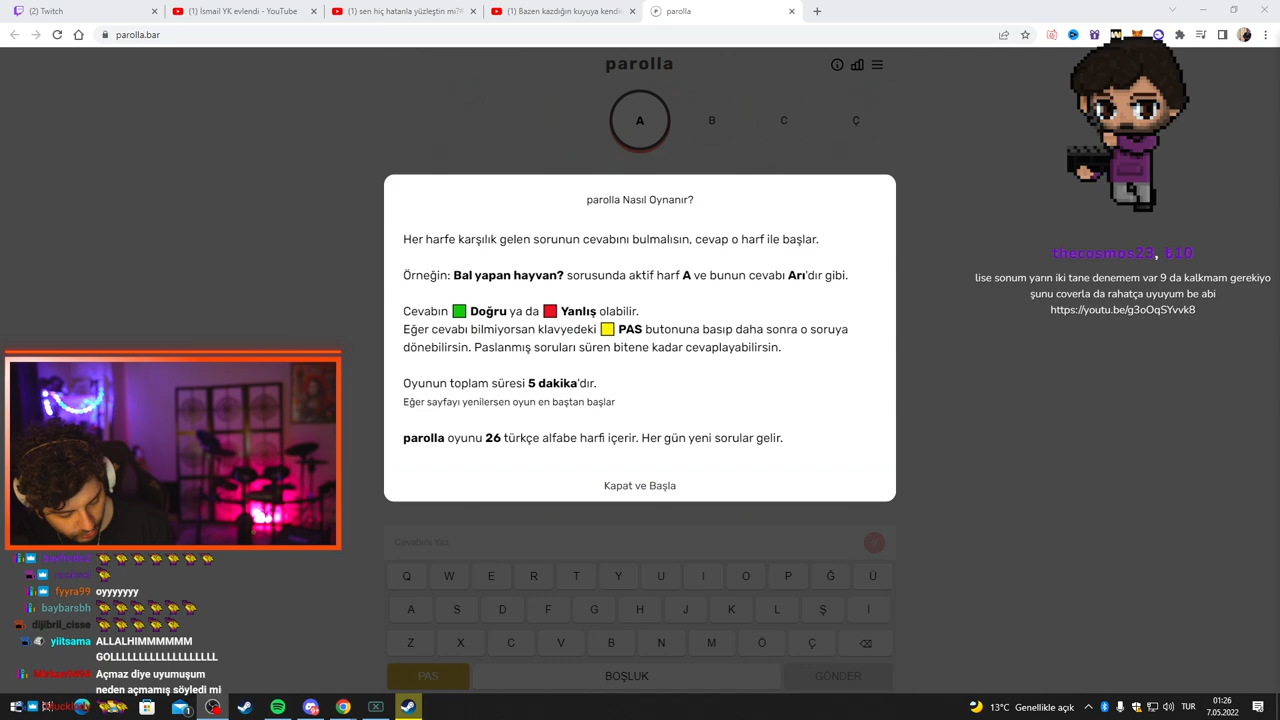 (2) Twitch
(1) İsmail YK evlendi - YouTube
(1) sen hiç hatanla yüzleştin mi?#
(1) Bazen kazdığın kuyuya kendi
parolla
parolla.bar
parolla
A
B
C
Ç
parolla Nasıl Oynanır?
Her harfe karşılık gelen sorunun cevabını bulmalısın, cevap o harf ile başlar.
Örneğin: Bal yapan hayvan? sorusunda aktif harf A ve bunun cevabı Arı'dır gibi.
Cevabın Doğru ya da Yanlış olabilir.
Eğer cevabı bilmiyorsan klavyedeki PAS butonuna basıp daha sonra o soruya
dönebilirsin. Paslanmış soruları süren bitene kadar cevaplayabilirsin.
Oyunun toplam süresi 5 dakika'dır.
Eğer sayfayı yenilersen oyun en baştan başlar
parolla oyunu 26 türkçe alfabe harfi içerir. Her gün yeni sorular gelir.
Kapat ve Başla
Cevabını Yaz
Q W E R T Y U I O P Ğ Ü
A S D F G H J K L Ş İ
Z X C V B N M Ö Ç
PAS BOŞLUK GÖNDER
thecosmos23, ₺10
lise sonum yarın iki tane denemem var 9 da kalkmam gerekiyo
şunu coverla da rahatça uyuyum be abi
https://youtu.be/g3oOqSYvvk8
fyyra99 oyyyyyyy
baybarsbh
dijibril_cisse
yiitsama ALLALHIMMMMMM
GOLLLLLLLLLLLLLLLLLL
Açmaz diye uyumuşum
neden açmamış söyledi mi
13°C Genellikle açık
TUR
01:26
7.05.2022